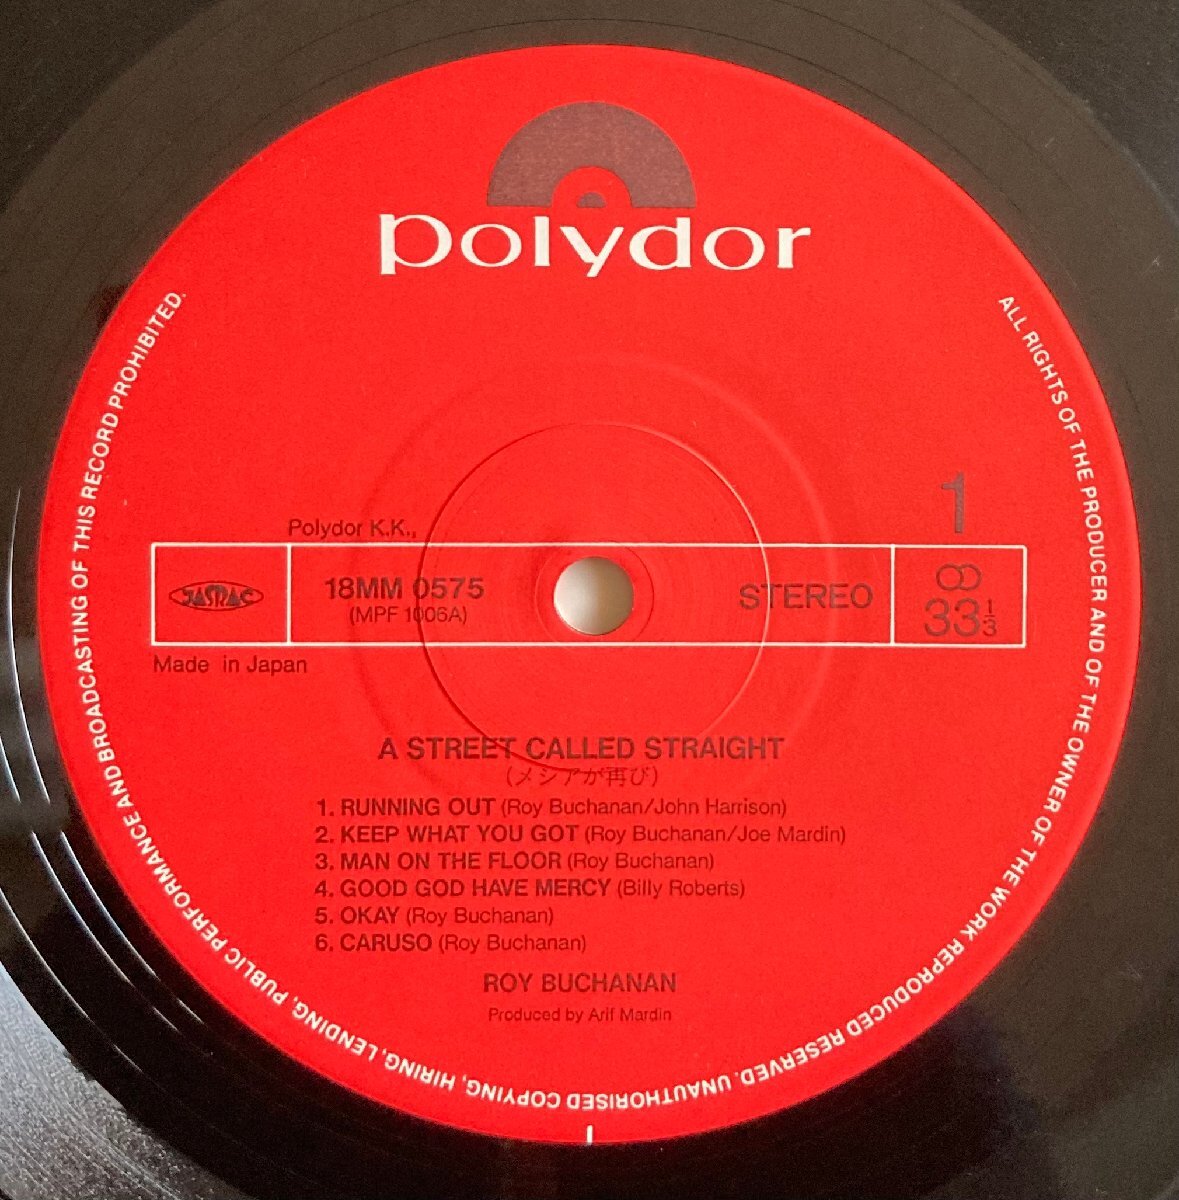 polydor
1
Polydor K.K.,
JASRAC
18MM 0575
(MPF 1006A)
STEREO
33 1/3
Made in Japan
A STREET CALLED STRAIGHT
(メシアが再び)
1. RUNNING OUT (Roy Buchanan/John Harrison)
2. KEEP WHAT YOU GOT (Roy Buchanan/Joe Mardin)
3. MAN ON THE FLOOR (Roy Buchanan)
4. GOOD GOD HAVE MERCY (Billy Roberts)
5. OKAY (Roy Buchanan)
6. CARUSO (Roy Buchanan)
ROY BUCHANAN
Produced by Arif Mardin
ALL RIGHTS OF THE PRODUCER AND OF THE OWNER OF THE WORK REPRODUCED RESERVED. UNAUTHORISED COPYING, HIRING, LENDING, PUBLIC PERFORMANCE AND BROADCASTING OF THIS RECORD PROHIBITED.